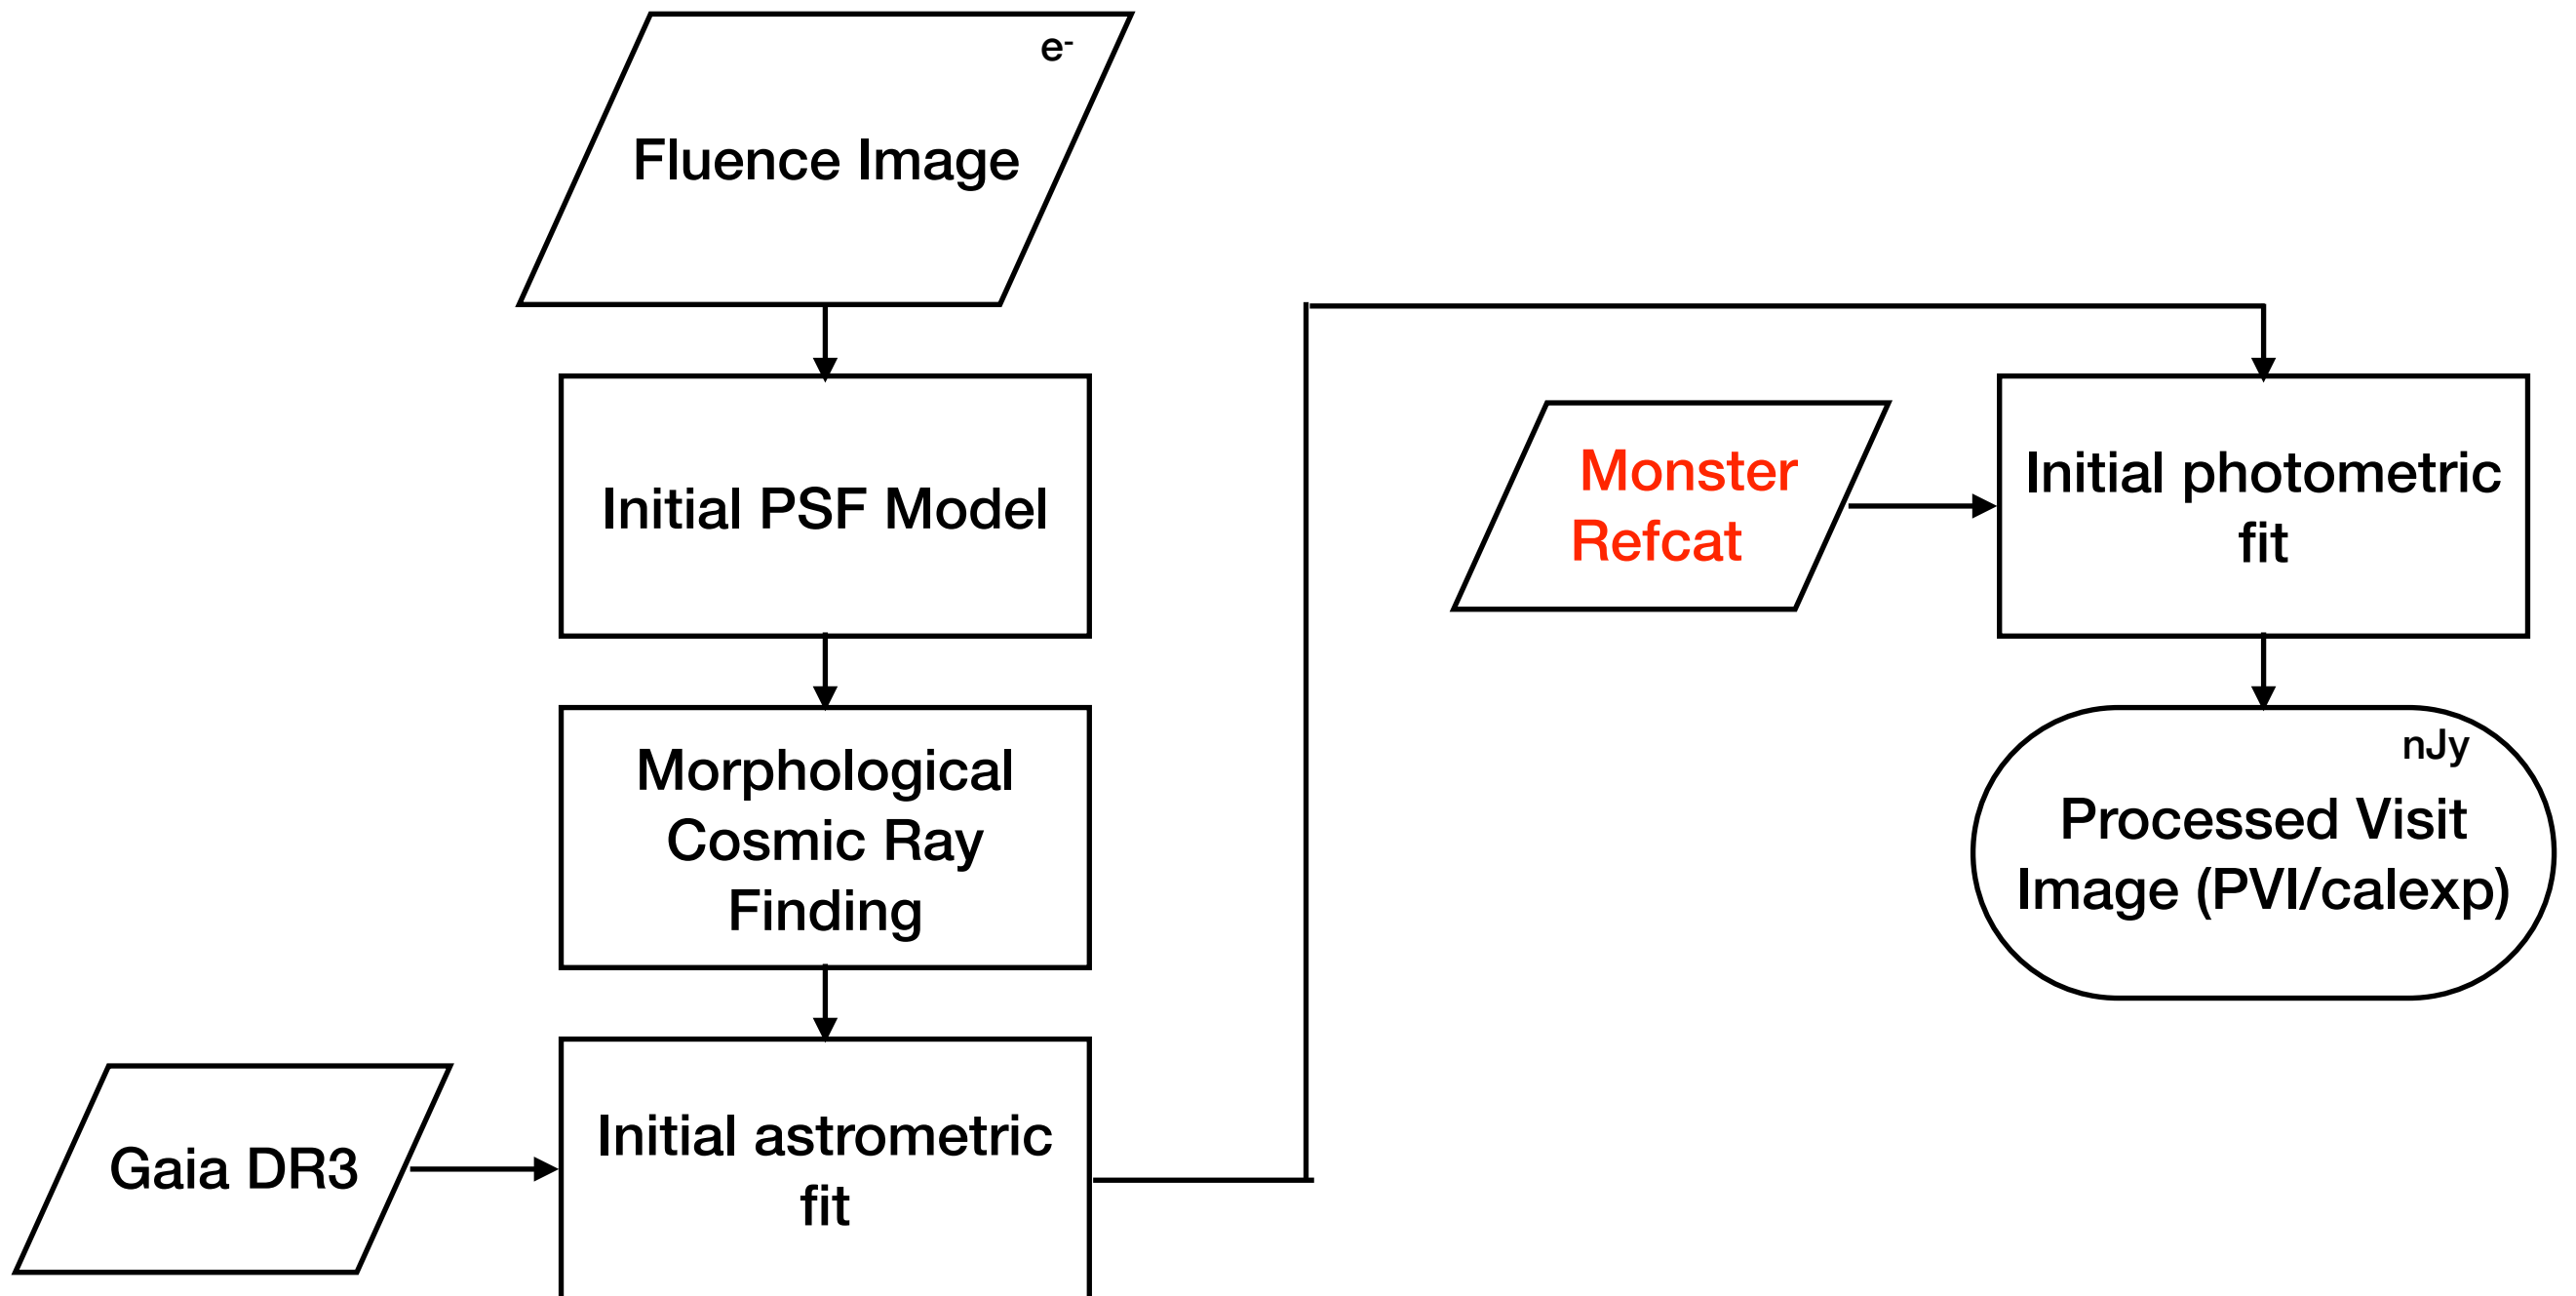 e-
Fluence Image
Initial PSF Model
Morphological
Cosmic Ray
Finding
Gaia DR3
Initial astrometric
fit
Monster
Refcat
Initial photometric
fit
nJy
Processed Visit
Image (PVI/calexp)